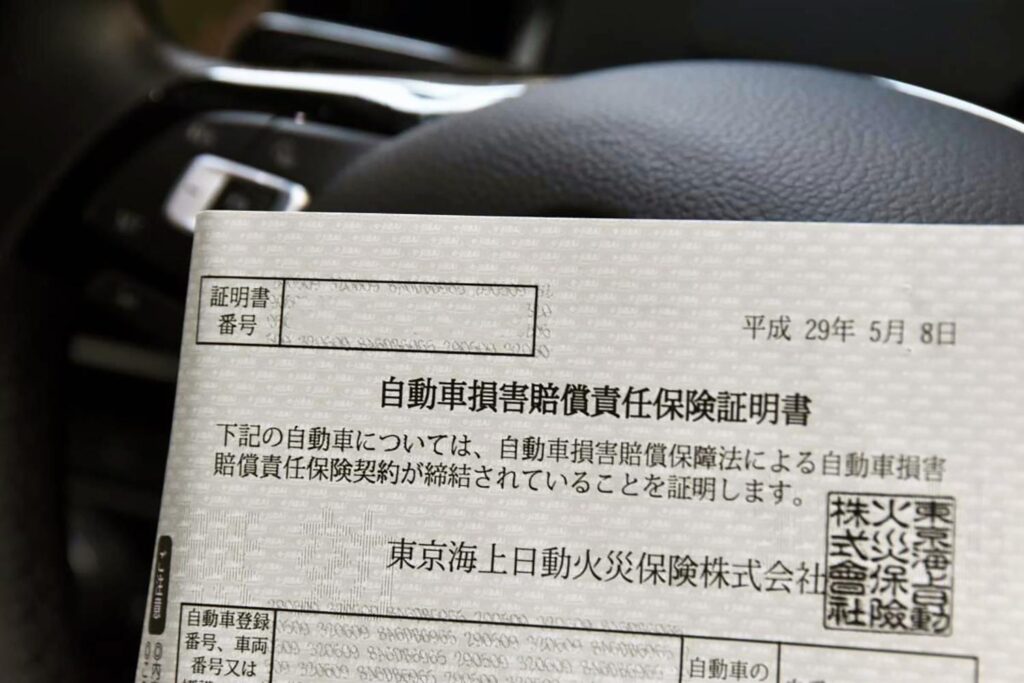 証明書
番号
平成 29年 5月 8日
自動車損害賠償責任保険証明書
下記の自動車については、自動車損害賠償保障法による自動車損害
賠償責任保険契約が締結されていることを証明します。
東京海上日動火災保険株式会社
東京海上日動
火災保險
株式會社
自動車登録
番号、車両
番号又は
自動車の